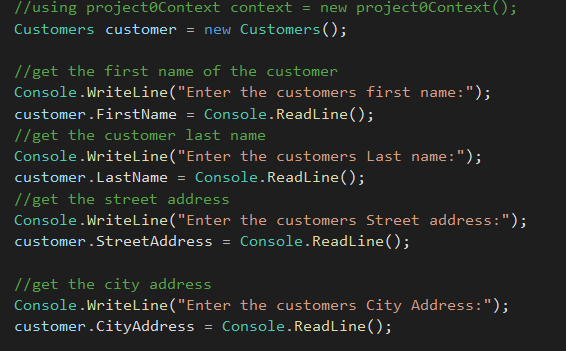 //using project0Context context = new project0Context();
Customers customer = new Customers();
//get the first name of the customer
Console.WriteLine("Enter the customers first name:");
customer.FirstName = Console.ReadLine();
//get the customer last name
Console.WriteLine("Enter the customers Last name:");
customer.LastName = Console.ReadLine();
//get the street address
Console.WriteLine("Enter the customers Street address:");
customer.StreetAddress = Console.ReadLine();
//get the city address
Console.WriteLine("Enter the customers City Address:");
customer.CityAddress = Console.ReadLine();